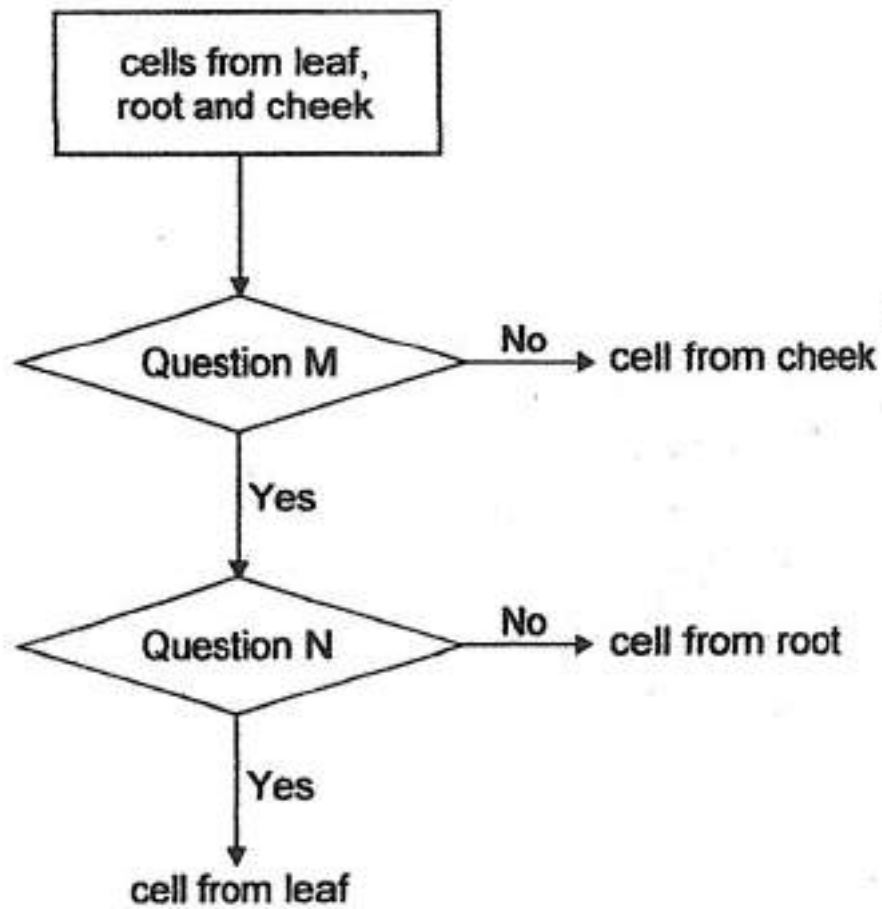 cells from leaf,
root and cheek
Question M
No
cell from cheek
Yes
Question N
No
cell from root
Yes
cell from leaf